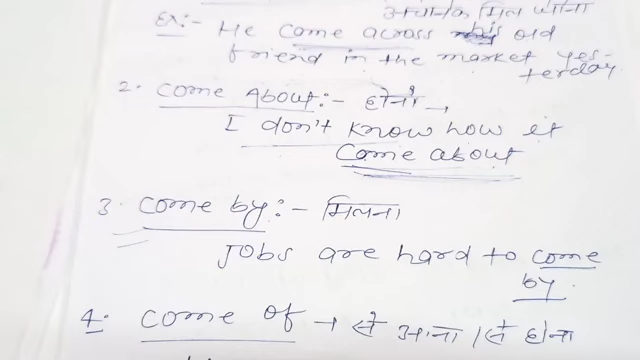 अचानक मिल जाना
Ex:- He come across his old
friend in the market yes-
terday
2. Come About:- होना
I don't know how it
come about
3. come by:- मिलना
Jobs are hard to come
by
4. come of → से आना / से होना